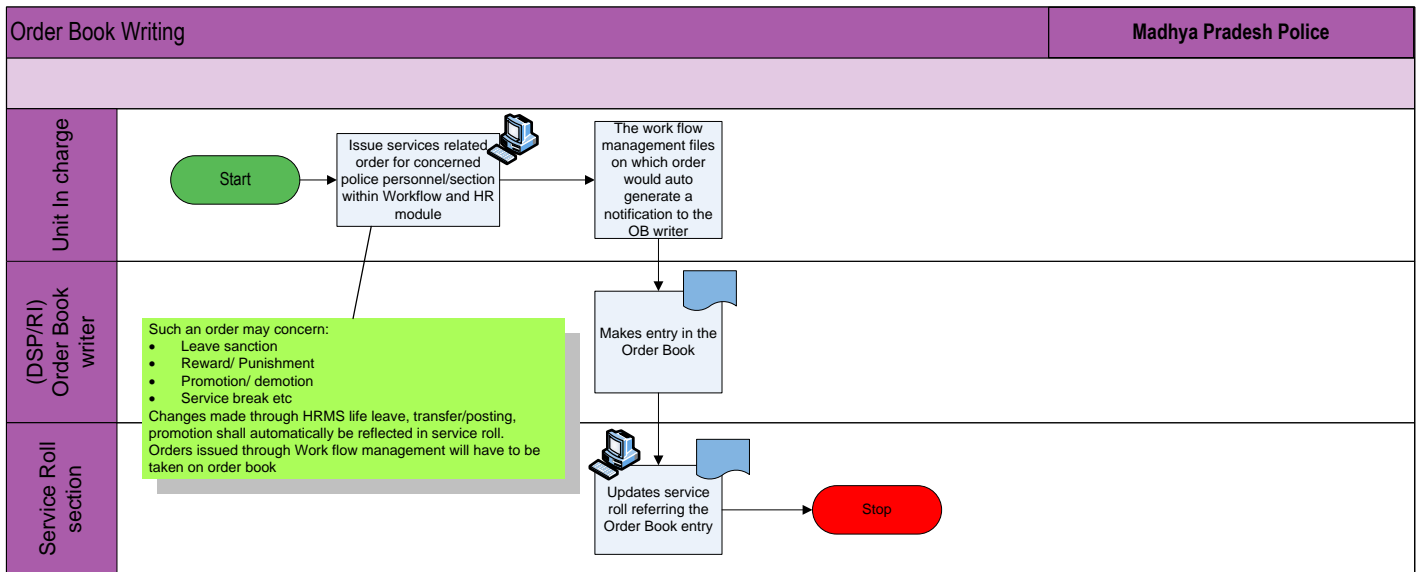 Order Book Writing
Madhya Pradesh Police
Unit In charge
Start
Issue services related
order for concerned
police personnel/section
within Workflow and HR
module
The work flow
management files
on which order
would auto
generate a
notification to the
OB writer
(DSP/RI)
Order Book
writer
Such an order may concern:
• Leave sanction
• Reward/ Punishment
• Promotion/ demotion
• Service break etc
Changes made through HRMS life leave, transfer/posting,
promotion shall automatically be reflected in service roll.
Orders issued through Work flow management will have to be
taken on order book
Makes entry in the
Order Book
Service Roll
section
Updates service
roll referring the
Order Book entry
Stop